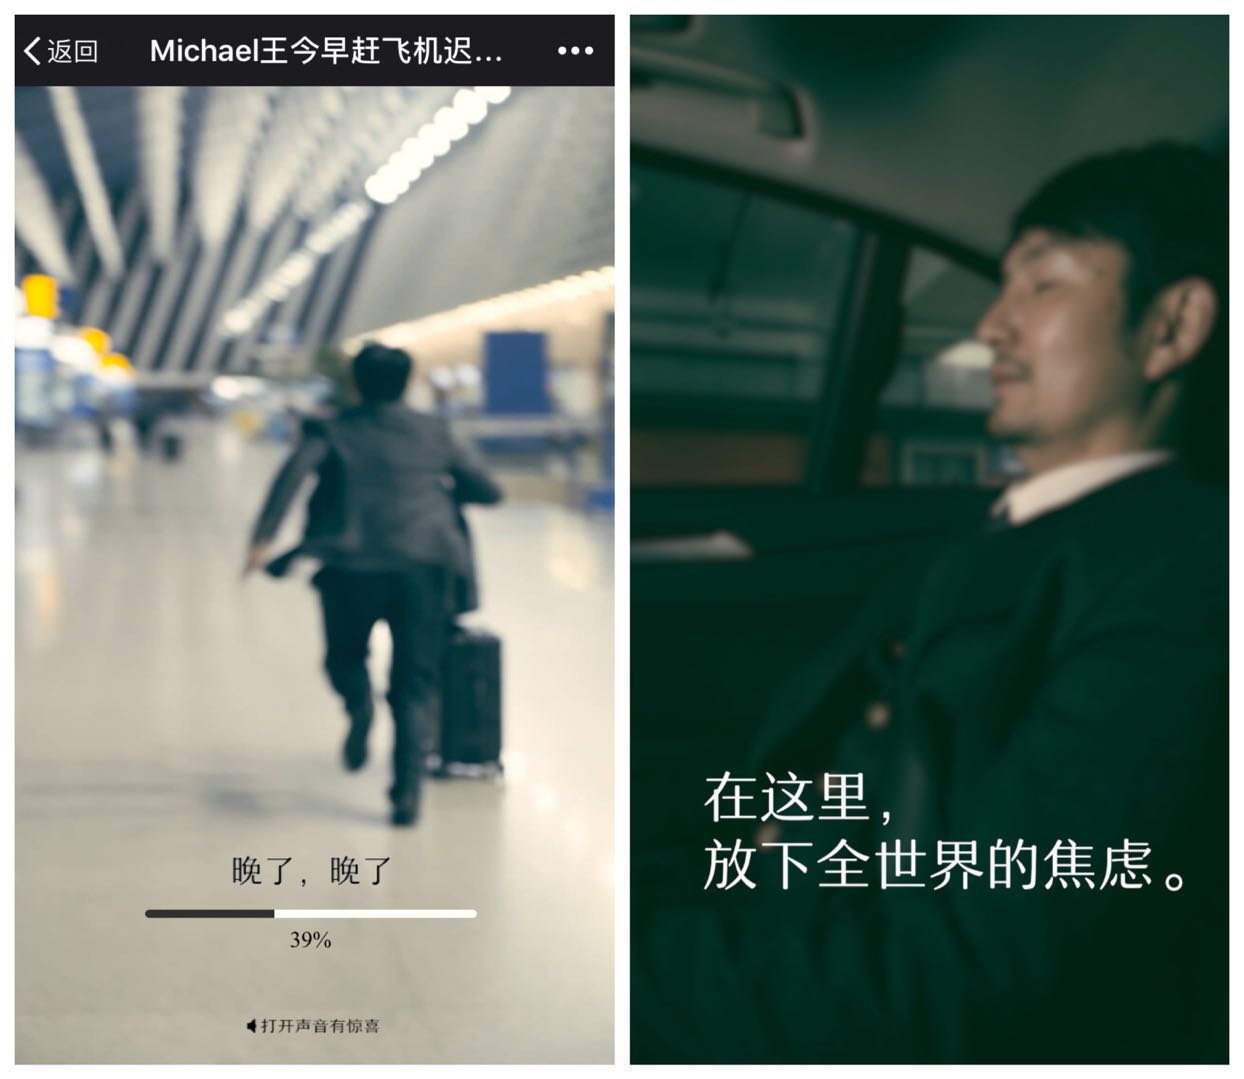 返回
Michael王今早赶飞机迟...
晚了，晚了
39%
打开声音有惊喜
在这里，
放下全世界的焦虑。